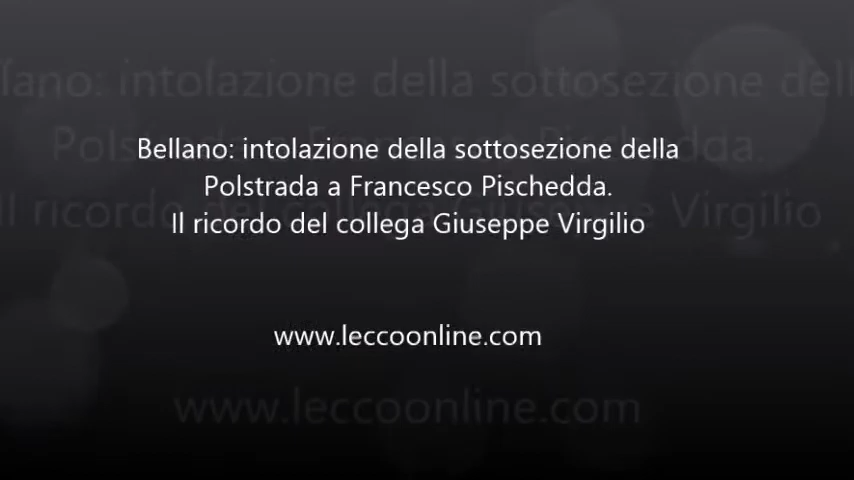 Bellano: intolazione della sottosezione della
Polstrada a Francesco Pischedda.
Il ricordo del collega Giuseppe Virgilio
www.leccoonline.com